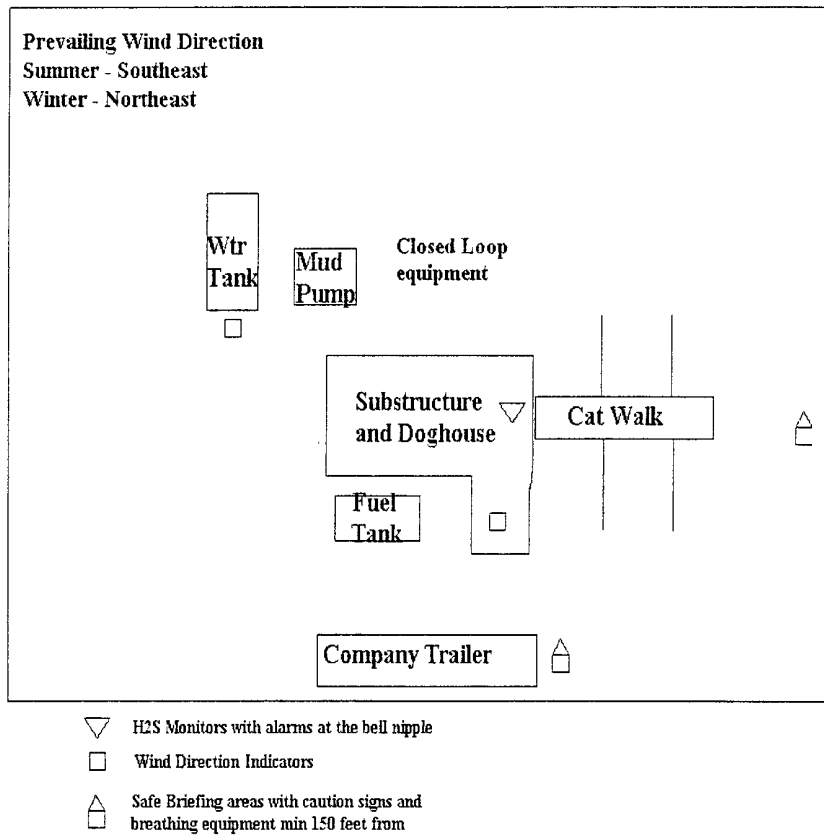 Prevailing Wind Direction
Summer - Southeast
Winter - Northeast
Wtr
Tank
Mud
Pump
Closed Loop
equipment
Substructure
and Doghouse
Cat Walk
Fuel
Tank
Company Trailer
H2S Monitors with alarms at the bell nipple
Wind Direction Indicators
Safe Briefing areas with caution signs and
breathing equipment min 150 feet from